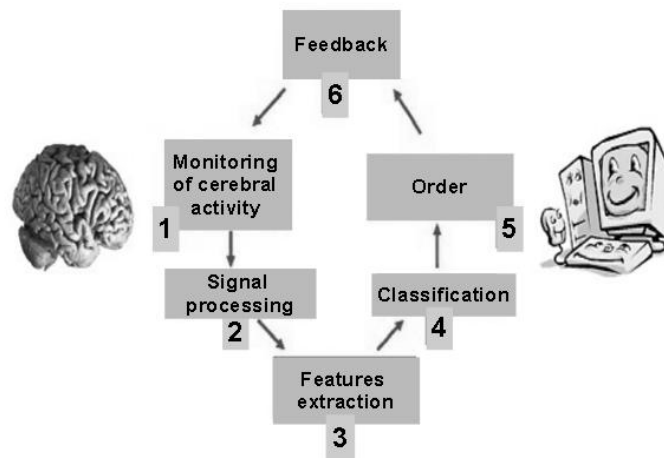 Feedback
6
Monitoring
of cerebral
activity
1
Signal
processing
2
Features
extraction
3
Classification
4
Order
5